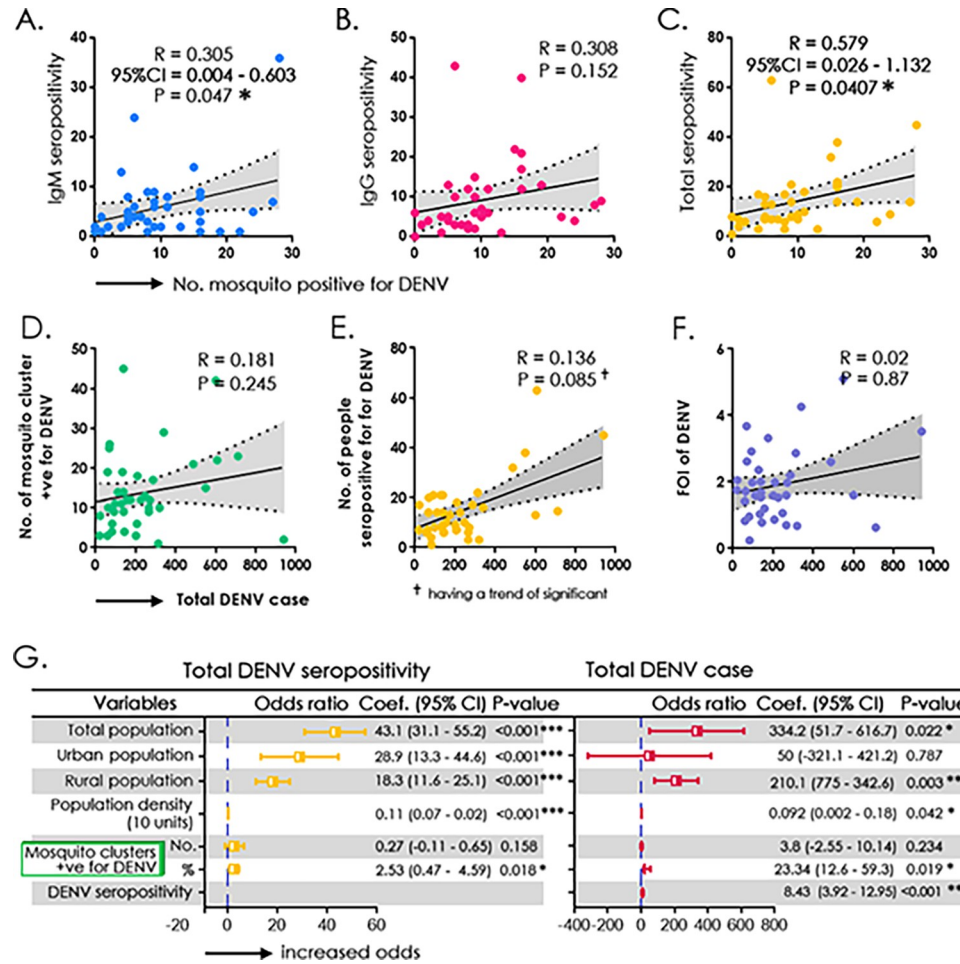 A.
B.
C.
R = 0.305
95%CI = 0.004 - 0.603
P = 0.047 *
IgM seropositivity
40
30
20
10
0
0 10 20 30
R = 0.308
P = 0.152
IgG seropositivity
50
40
30
20
10
0
0 10 20 30
R = 0.579
95%CI = 0.026 - 1.132
P = 0.0407 *
Total seropositivity
80
60
40
20
0
0 10 20 30
No. mosquito positive for DENV
D.
E.
F.
R = 0.181
P = 0.245
No. of mosquito cluster
+ve for DENV
50
40
30
20
10
0
0 200 400 600 800 1000
Total DENV case
R = 0.136
P = 0.085 †
No. of people
seropositive for for DENV
80
60
40
20
0
0 200 400 600 800 1000
† having a trend of significant
R = 0.02
P = 0.87
FOI of DENV
6
4
2
0
0 200 400 600 800 1000
G.
Total DENV seropositivity Total DENV case
Variables Odds ratio Coef. (95% CI) P-value Odds ratio Coef. (95% CI) P-value
Total population 43.1 (31.1 - 55.2) <0.001*** 334.2 (51.7 - 616.7) 0.022 *
Urban population 28.9 (13.3 - 44.6) <0.001*** 50 (-321.1 - 421.2) 0.787
Rural population 18.3 (11.6 - 25.1) <0.001*** 210.1 (775 - 342.6) 0.003 **
Population density
(10 units) 0.11 (0.07 - 0.02) <0.001*** 0.092 (0.002 - 0.18) 0.042 *
Mosquito clusters
+ve for DENV
No. 0.27 (-0.11 - 0.65) 0.158 3.8 (-2.55 - 10.14) 0.234
% 2.53 (0.47 - 4.59) 0.018 * 23.34 (12.6 - 59.3) 0.019 *
DENV seropositivity 8.43 (3.92 - 12.95) <0.001 **
-20 0 20 40 60 -400 -200 0 200 400 600 800
increased odds